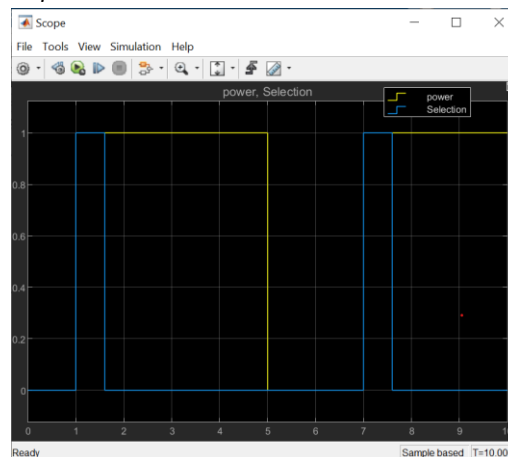 Scope
File Tools View Simulation Help
power, Selection
power
Selection
1
0.8
0.6
0.4
0.2
0
0 1 2 3 4 5 6 7 8 9 1
Ready
Sample based T=10.00